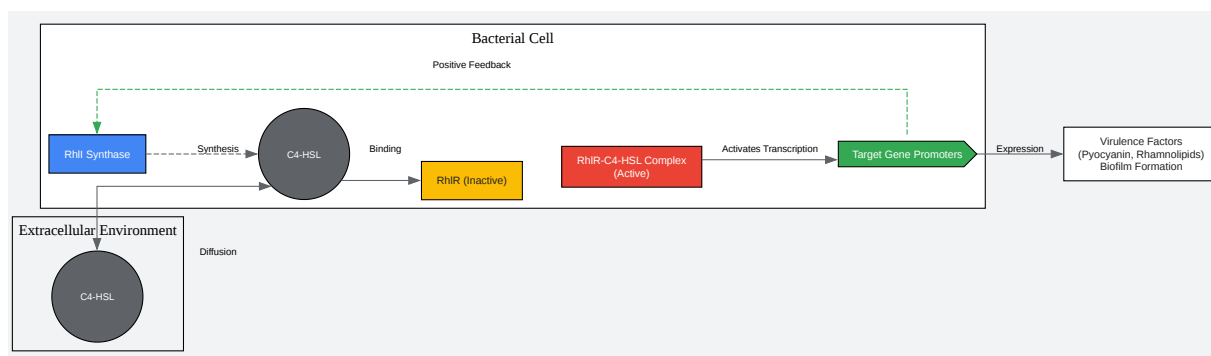 Bacterial Cell
Positive Feedback
RhlI Synthase
Synthesis
C4-HSL
Binding
RhlR (Inactive)
RhlR-C4-HSL Complex
(Active)
Activates Transcription
Target Gene Promoters
Expression
Virulence Factors
(Pyocyanin, Rhamnolipids)
Biofilm Formation
Extracellular Environment
Diffusion
C4-HSL